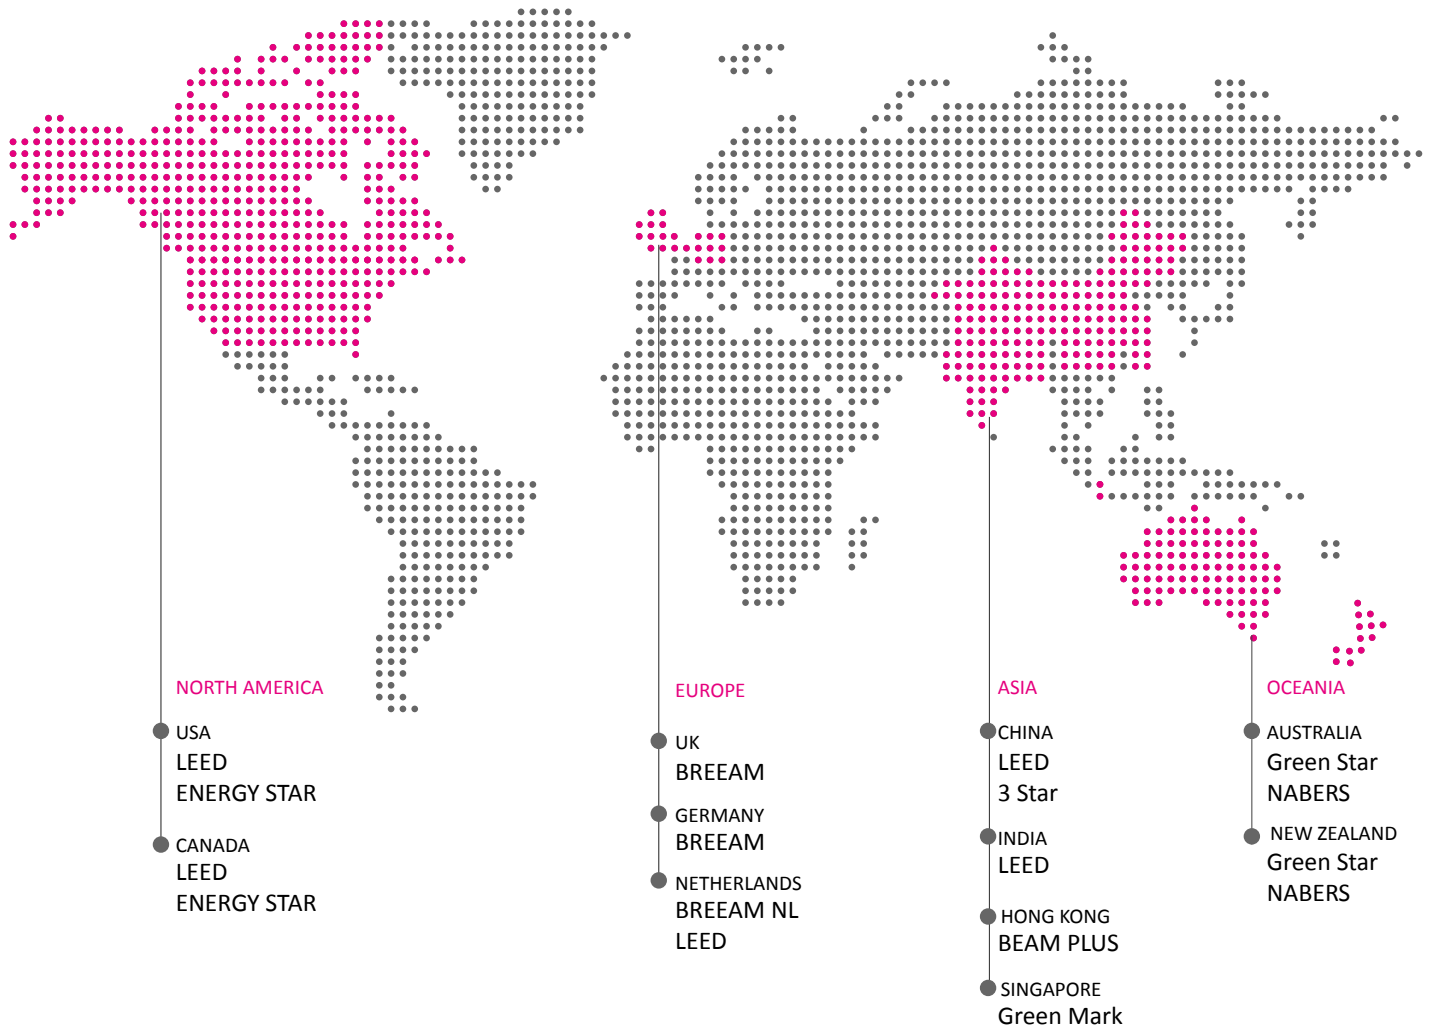 NORTH AMERICA
USA
LEED
ENERGY STAR
CANADA
LEED
ENERGY STAR
EUROPE
UK
BREEAM
GERMANY
BREEAM
NETHERLANDS
BREEAM NL
LEED
ASIA
CHINA
LEED
3 Star
INDIA
LEED
HONG KONG
BEAM PLUS
SINGAPORE
Green Mark
OCEANIA
AUSTRALIA
Green Star
NABERS
NEW ZEALAND
Green Star
NABERS